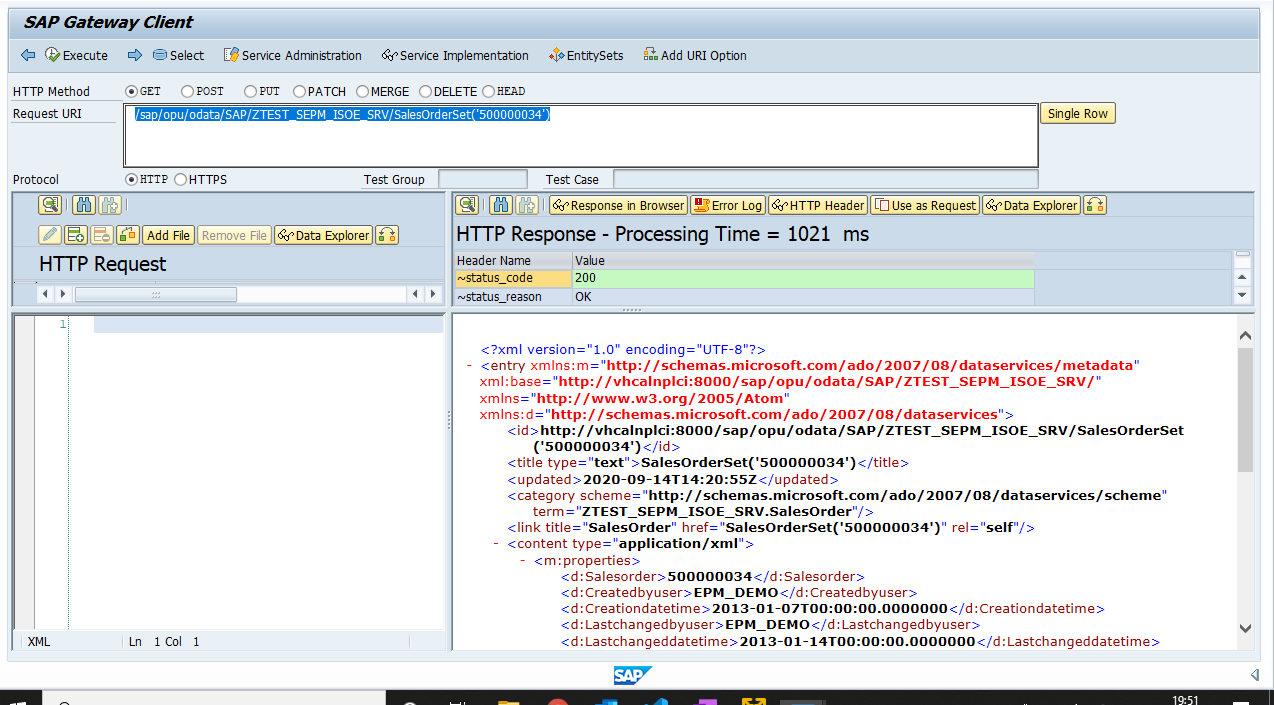 SAP Gateway Client
Execute Select Service Administration Service Implementation EntitySets Add URI Option
HTTP Method GET POST PUT PATCH MERGE DELETE HEAD
Request URI /sap/opu/odata/SAP/ZTEST_SEPM_ISOE_SRV/SalesOrderSet('500000034') Single Row
Protocol HTTP HTTPS Test Group Test Case
Add File Remove File Data Explorer
HTTP Request
1
XML Ln 1 Col 1
Response in Browser Error Log HTTP Header Use as Request Data Explorer
HTTP Response - Processing Time = 1021 ms
Header Name Value
~status_code 200
~status_reason OK
<?xml version="1.0" encoding="UTF-8"?>
- <entry xmlns:m="http://schemas.microsoft.com/ado/2007/08/dataservices/metadata"
xml:base="http://vhcalnplci:8000/sap/opu/odata/SAP/ZTEST_SEPM_ISOE_SRV/"
xmlns="http://www.w3.org/2005/Atom"
xmlns:d="http://schemas.microsoft.com/ado/2007/08/dataservices">
<id>http://vhcalnplci:8000/sap/opu/odata/SAP/ZTEST_SEPM_ISOE_SRV/SalesOrderSet
('500000034')</id>
<title type="text">SalesOrderSet('500000034')</title>
<updated>2020-09-14T14:20:55Z</updated>
<category scheme="http://schemas.microsoft.com/ado/2007/08/dataservices/scheme"
term="ZTEST_SEPM_ISOE_SRV.SalesOrder"/>
<link title="SalesOrder" href="SalesOrderSet('500000034')" rel="self"/>
- <content type="application/xml">
- <m:properties>
<d:Salesorder>500000034</d:Salesorder>
<d:Createdbyuser>EPM_DEMO</d:Createdbyuser>
<d:Creationdatetime>2013-01-07T00:00:00.0000000</d:Creationdatetime>
<d:Lastchangedbyuser>EPM_DEMO</d:Lastchangedbyuser>
<d:Lastchangeddatetime>2013-01-14T00:00:00.0000000</d:Lastchangeddatetime>
SAP
19:51